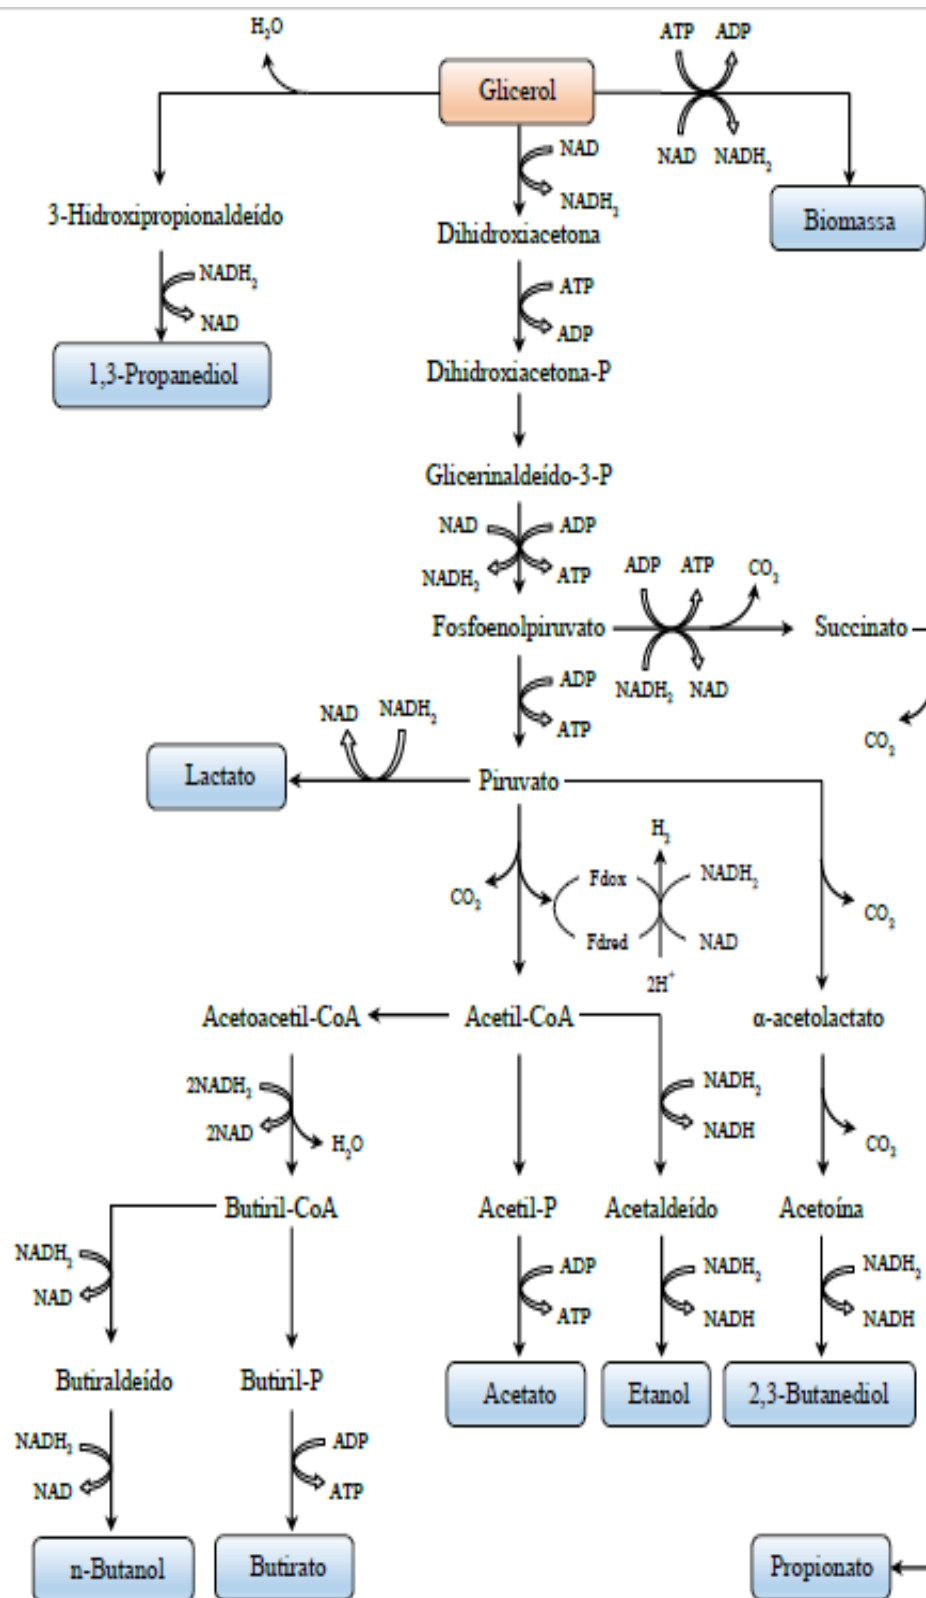 H₂O
ATP ADP
Glicerol
NAD NADH₂
NAD
NADH₂
3-Hidroxipropionaldeído
Biomassa
Dihidroxiacetona
NADH₂
NAD
ATP
ADP
1,3-Propanediol
Dihidroxiacetona-P
Glicerinaldeído-3-P
NAD ADP
NADH₂ ATP
ADP ATP CO₂
Fosfoenolpiruvato
Succinato
NADH₂ NAD
ADP
ATP
NAD NADH₂
CO₂
Lactato
Piruvato
H₂
Fdox NADH₂
CO₂
CO₂
Fdred NAD
2H⁺
Acetoacetil-CoA
Acetil-CoA
α-acetolactato
2NADH₂
2NAD
H₂O
NADH₂
NADH
CO₂
Butiril-CoA
Acetil-P
Acetaldeído
Acetoína
NADH₂
NAD
ADP
ATP
NADH₂
NADH
NADH₂
NADH
Butiraldeído
Butiril-P
Acetato
Etanol
2,3-Butanediol
NADH₂
NAD
ADP
ATP
n-Butanol
Butirato
Propionato